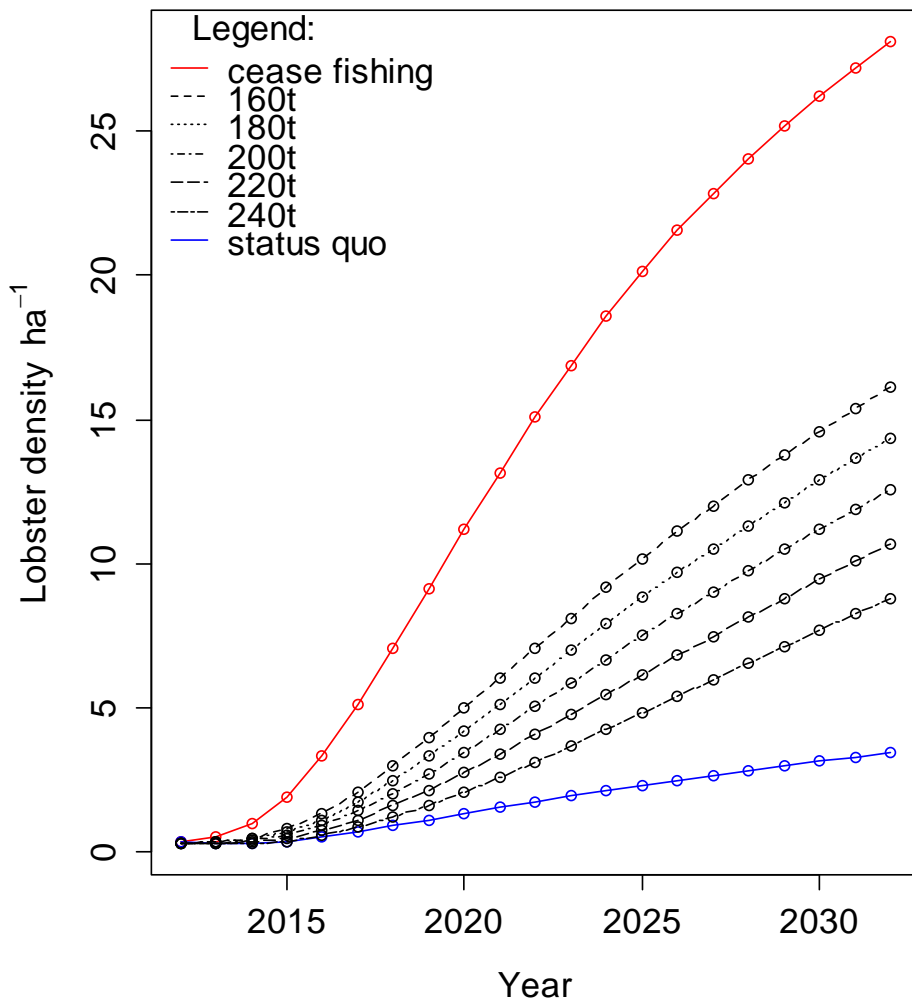 Legend:
cease fishing
160t
180t
200t
220t
240t
status quo
Lobster density ha⁻¹
25
20
15
10
5
0
2015 2020 2025 2030
Year